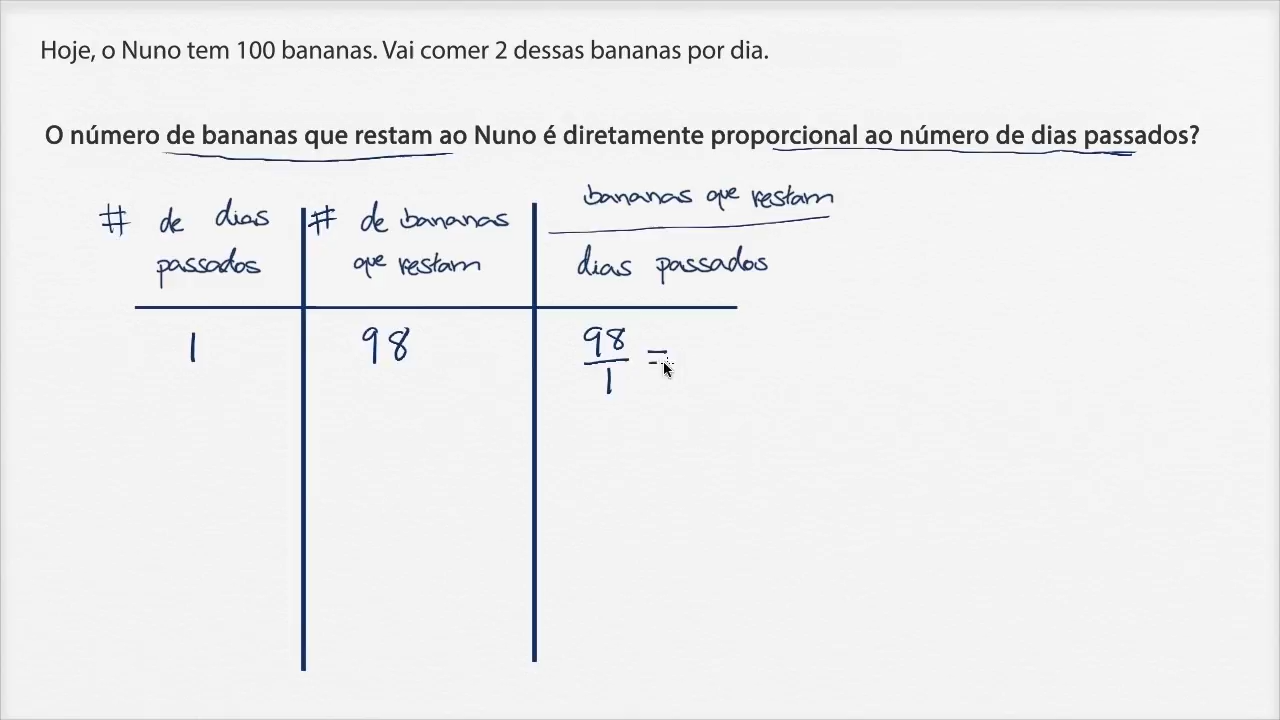 Hoje, o Nuno tem 100 bananas. Vai comer 2 dessas bananas por dia.
O número de bananas que restam ao Nuno é diretamente proporcional ao número de dias passados?
# de dias
passados
# de bananas
que restam
bananas que restam
dias passados
1
98
98
1
=